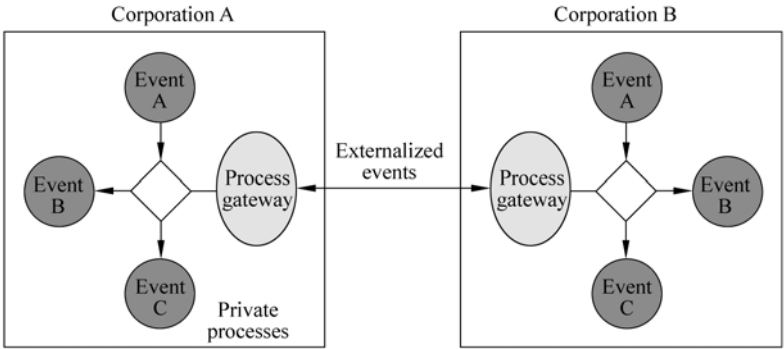 Corporation A
Corporation B
Event
A
Event
B
Process
gateway
Event
C
Private
processes
Externalized
events
Event
A
Process
gateway
Event
B
Event
C